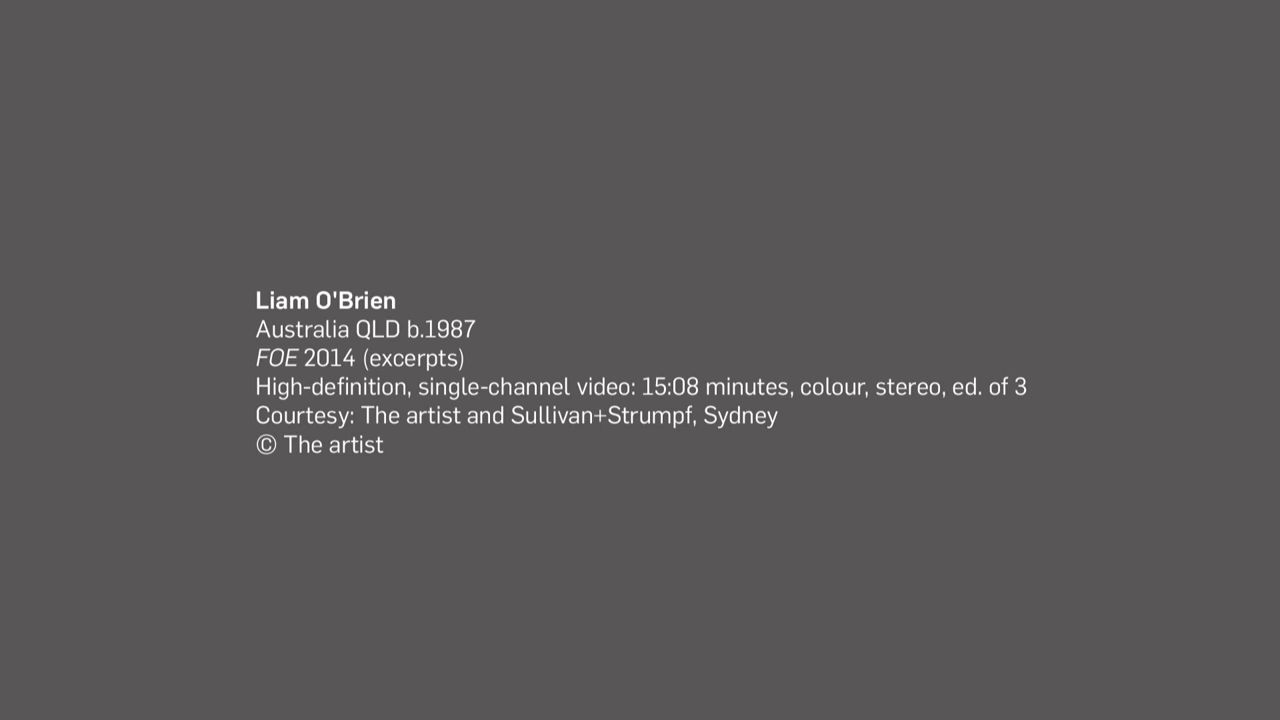 Liam O'Brien
Australia QLD b.1987
FOE 2014 (excerpts)
High-definition, single-channel video: 15:08 minutes, colour, stereo, ed. of 3
Courtesy: The artist and Sullivan+Strumpf, Sydney
© The artist